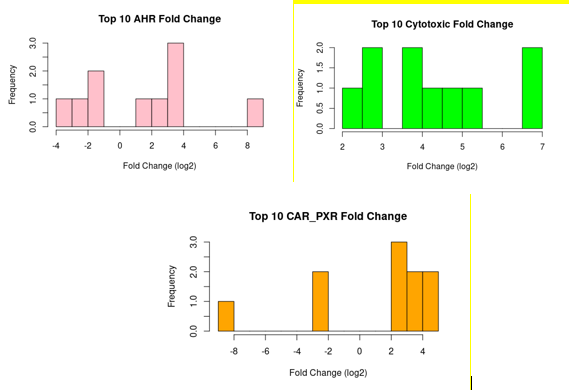 Top 10 AHR Fold Change
Frequency
0.0 1.0 2.0 3.0
-4 -2 0 2 4 6 8
Fold Change (log2)
Top 10 Cytotoxic Fold Change
Frequency
0.0 0.5 1.0 1.5 2.0
2 3 4 5 6 7
Fold Change (log2)
Top 10 CAR_PXR Fold Change
Frequency
0.0 1.0 2.0 3.0
-8 -6 -4 -2 0 2 4
Fold Change (log2)